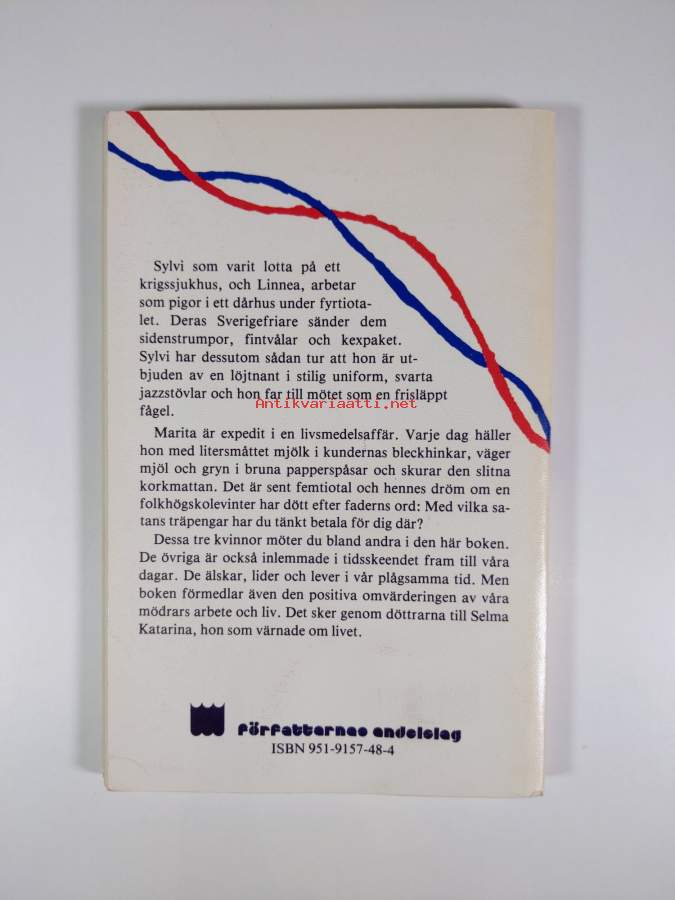 Sylvi som varit lotta på ett
krigssjukhus, och Linnea, arbetar
som pigor i ett dårhus under fyrtiota-
let. Deras Sverigefriare sänder dem
sidenstrumpor, fintvålar och kexpaket.
Sylvi har dessutom sådan tur att hon är ut-
bjuden av en löjtnant i stilig uniform, svarta
jazzstövlar och hon far till mötet som en frisläppt
Antikvariaatti.net
fågel.
Marita är expedit i en livsmedelsaffär. Varje dag häller
hon med litersmåttet mjölk i kundernas bleckhinkar, väger
mjöl och gryn i bruna papperspåsar och skurar den slitna
korkmattan. Det är sent femtiotal och hennes dröm om en
folkhögskolevinter har dött efter faderns ord: Med vilka sa-
tans träpengar har du tänkt betala för dig där?
Dessa tre kvinnor möter du bland andra i den här boken.
De övriga är också inlemmade i tidsskeendet fram till våra
dagar. De älskar, lider och lever i vår plågsamma tid. Men
boken förmedlar även den positiva omvärderingen av våra
mödrars arbete och liv. Det sker genom döttrarna till Selma
Katarina, hon som värnade om livet.
författarnas andelslag
ISBN 951-9157-48-4